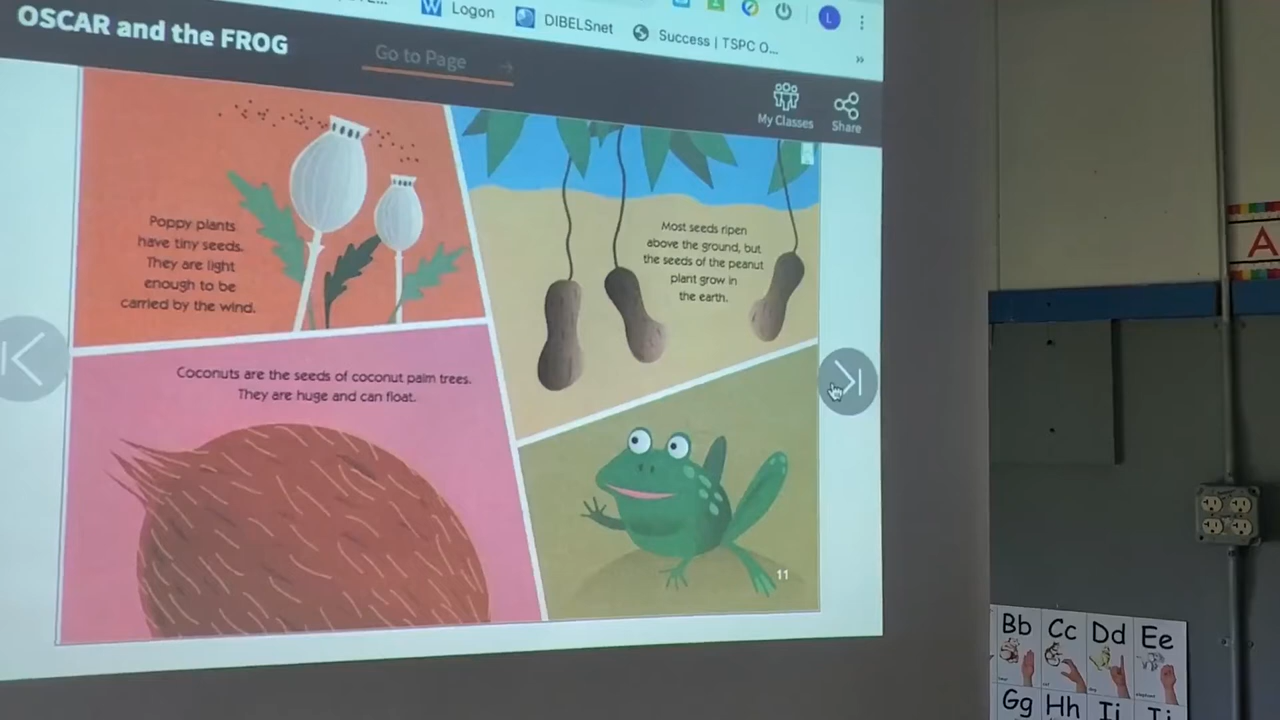 Logon
DIBELSnet
Success | TSPC O...
»
OSCAR and the FROG
Go to Page
My Classes
Share
L
Poppy plants
have tiny seeds.
They are light
enough to be
carried by the wind.
Most seeds ripen
above the ground, but
the seeds of the peanut
plant grow in
the earth.
Coconuts are the seeds of coconut palm trees.
They are huge and can float.
11
A
Bb Cc Dd Ee
Gg Hh Ii